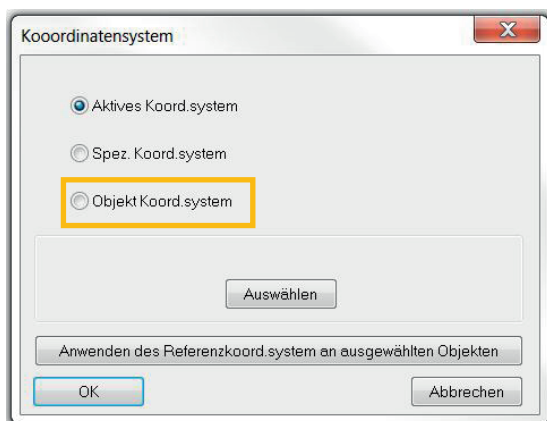 Kooordinatensystem
Aktives Koord.system
Spez. Koord.system
Objekt Koord.system
Auswählen
Anwenden des Referenzkoord.system an ausgewählten Objekten
OK
Abbrechen